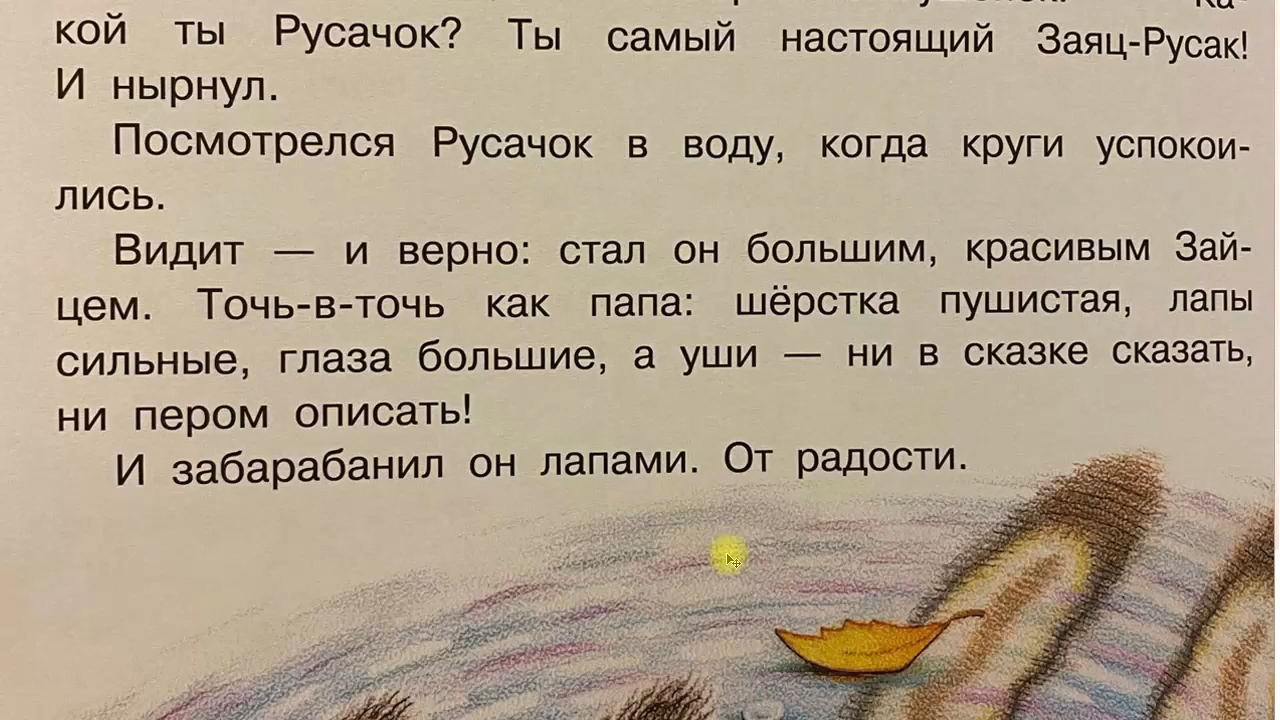 кой ты Русачок? Ты самый настоящий Заяц-Русак!
И нырнул.
Посмотрелся Русачок в воду, когда круги успокои-
лись.
Видит — и верно: стал он большим, красивым Зай-
цем. Точь-в-точь как папа: шёрстка пушистая, лапы
сильные, глаза большие, а уши — ни в сказке сказать,
ни пером описать!
И забарабанил он лапами. От радости.